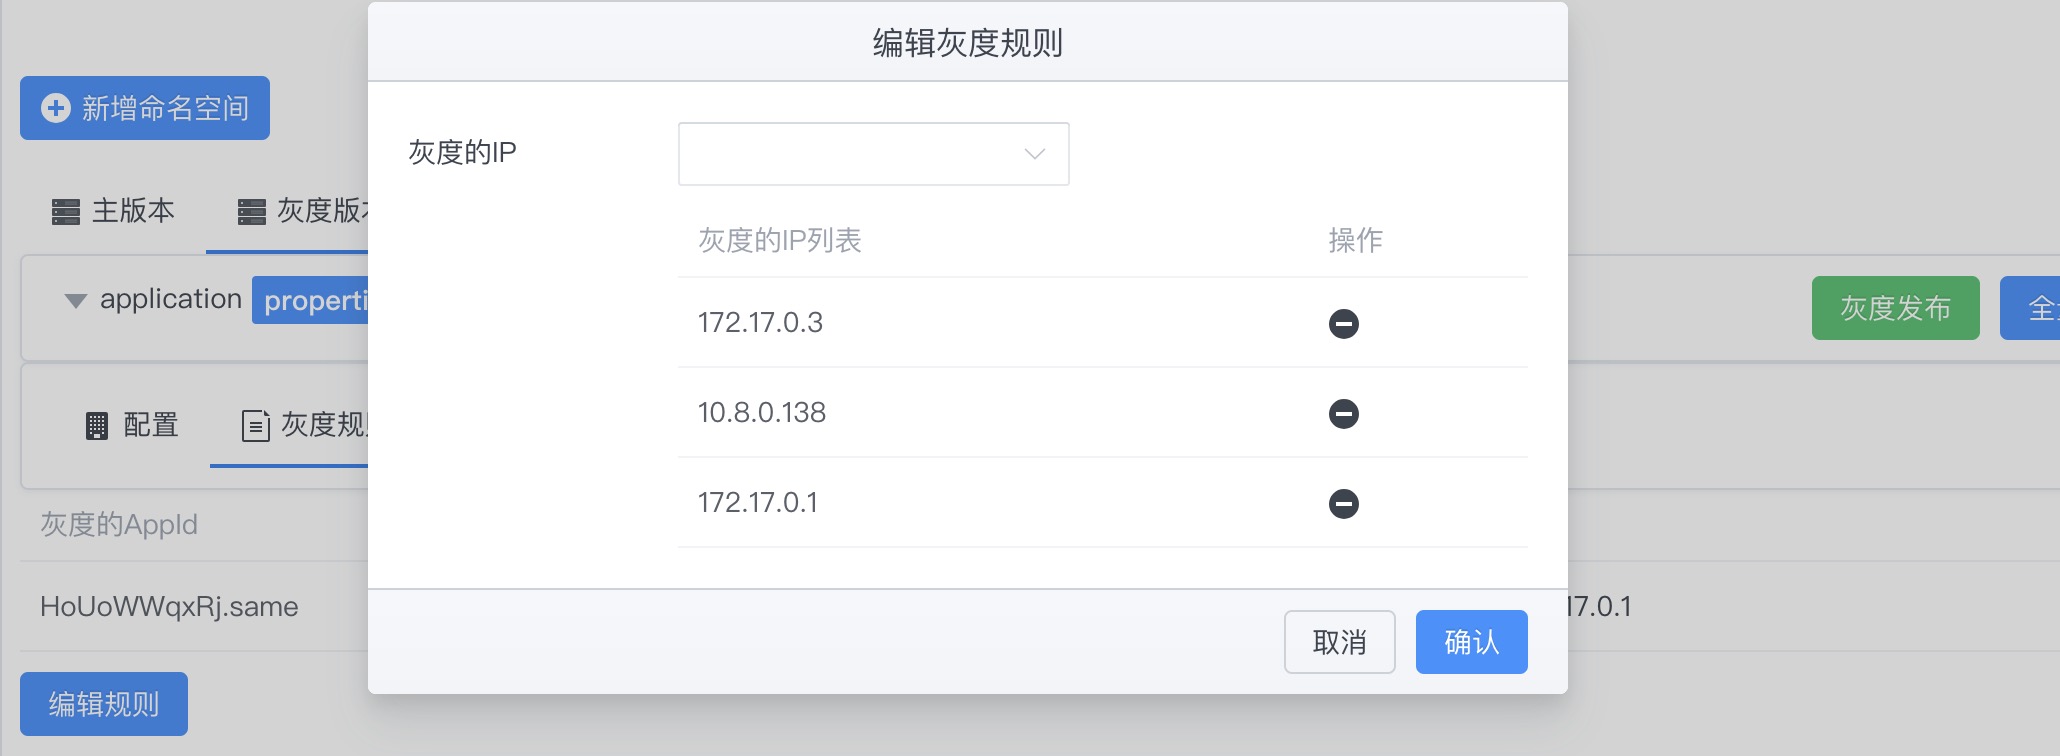 编辑灰度规则
新增命名空间
灰度的IP
主版本
灰度版
灰度的IP列表 操作
application properti
灰度发布
全
172.17.0.3
10.8.0.138
配置
灰度规
172.17.0.1
灰度的AppId
HoUoWWqxRj.same
17.0.1
取消 确认
编辑规则